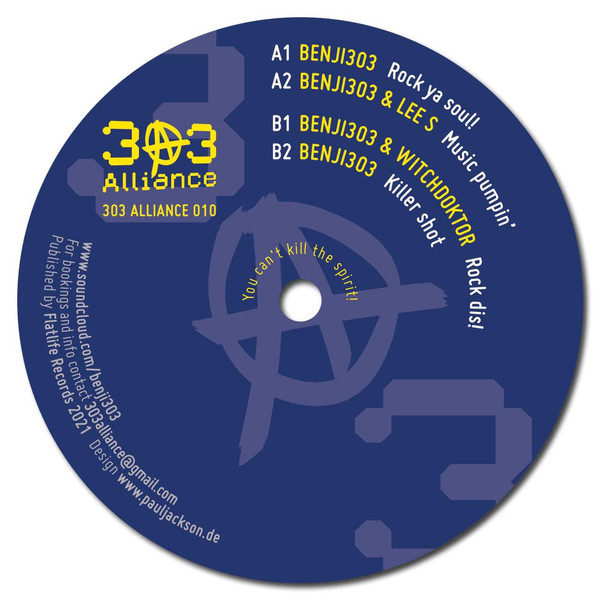 A1 BENJI303 Rock ya soul!
A2 BENJI303 & LEE S Music pumpin'
B1 BENJI303 & WITCHDOKTOR Rock dis!
B2 BENJI303 Killer shot
303
Alliance
303 ALLIANCE 010
You can't kill the spirit!
www.soundcloud.com/benji303
For bookings and info contact 303alliance@gmail.com
Published by Flatlife Records 2021 Design www.pauljackson.de